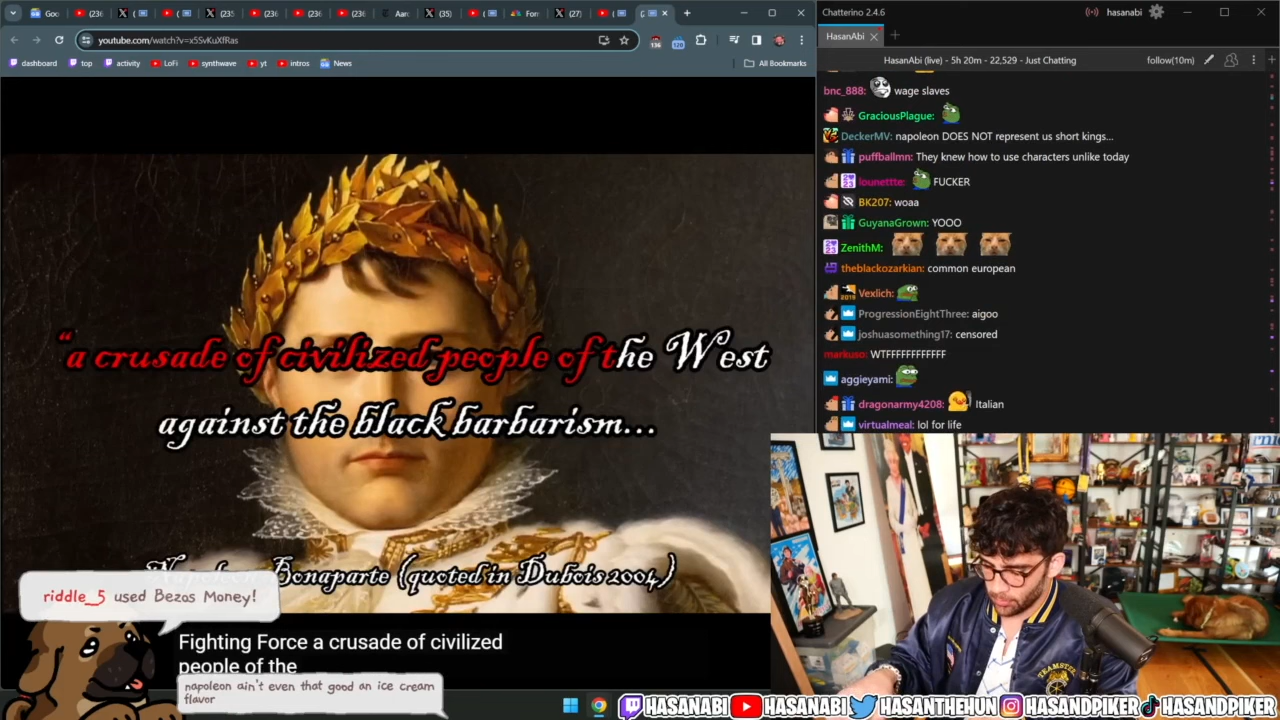 youtube.com/watch?v=x5SvKuXfRas
dashboard
top
activity
LoFi
synthwave
yt
intros
News
All Bookmarks
“a crusade of civilized people of the West
against the black barbarism...
Napoleon Bonaparte (quoted in Dubois 2004)
riddle_5 used Bezos Money!
Fighting Force a crusade of civilized
people of the
napoleon ain't even that good an ice cream
flavor
Chatterino 2.4.6
hasanabi
HasanAbi
HasanAbi (live) - 5h 20m - 22,529 - Just Chatting
follow(10m)
bnc_888: wage slaves
GraciousPlague:
DeckerMV: napoleon DOES NOT represent us short kings...
puffballmn: They knew how to use characters unlike today
lounettte: FUCKER
BK207: woaa
GuyanaGrown: YOOO
ZenithM:
theblackozarkian: common european
Vexlich:
ProgressionEightThree: aigoo
joshuasomething17: censored
markuso: WTFFFFFFFFFFF
aggieyami:
dragonarmy4208: Italian
virtualmeal: lol for life
TEAMSTER
HASANABI
HASANABI
HASANTHEHUN
HASANDPIKER
HASANDPIKER